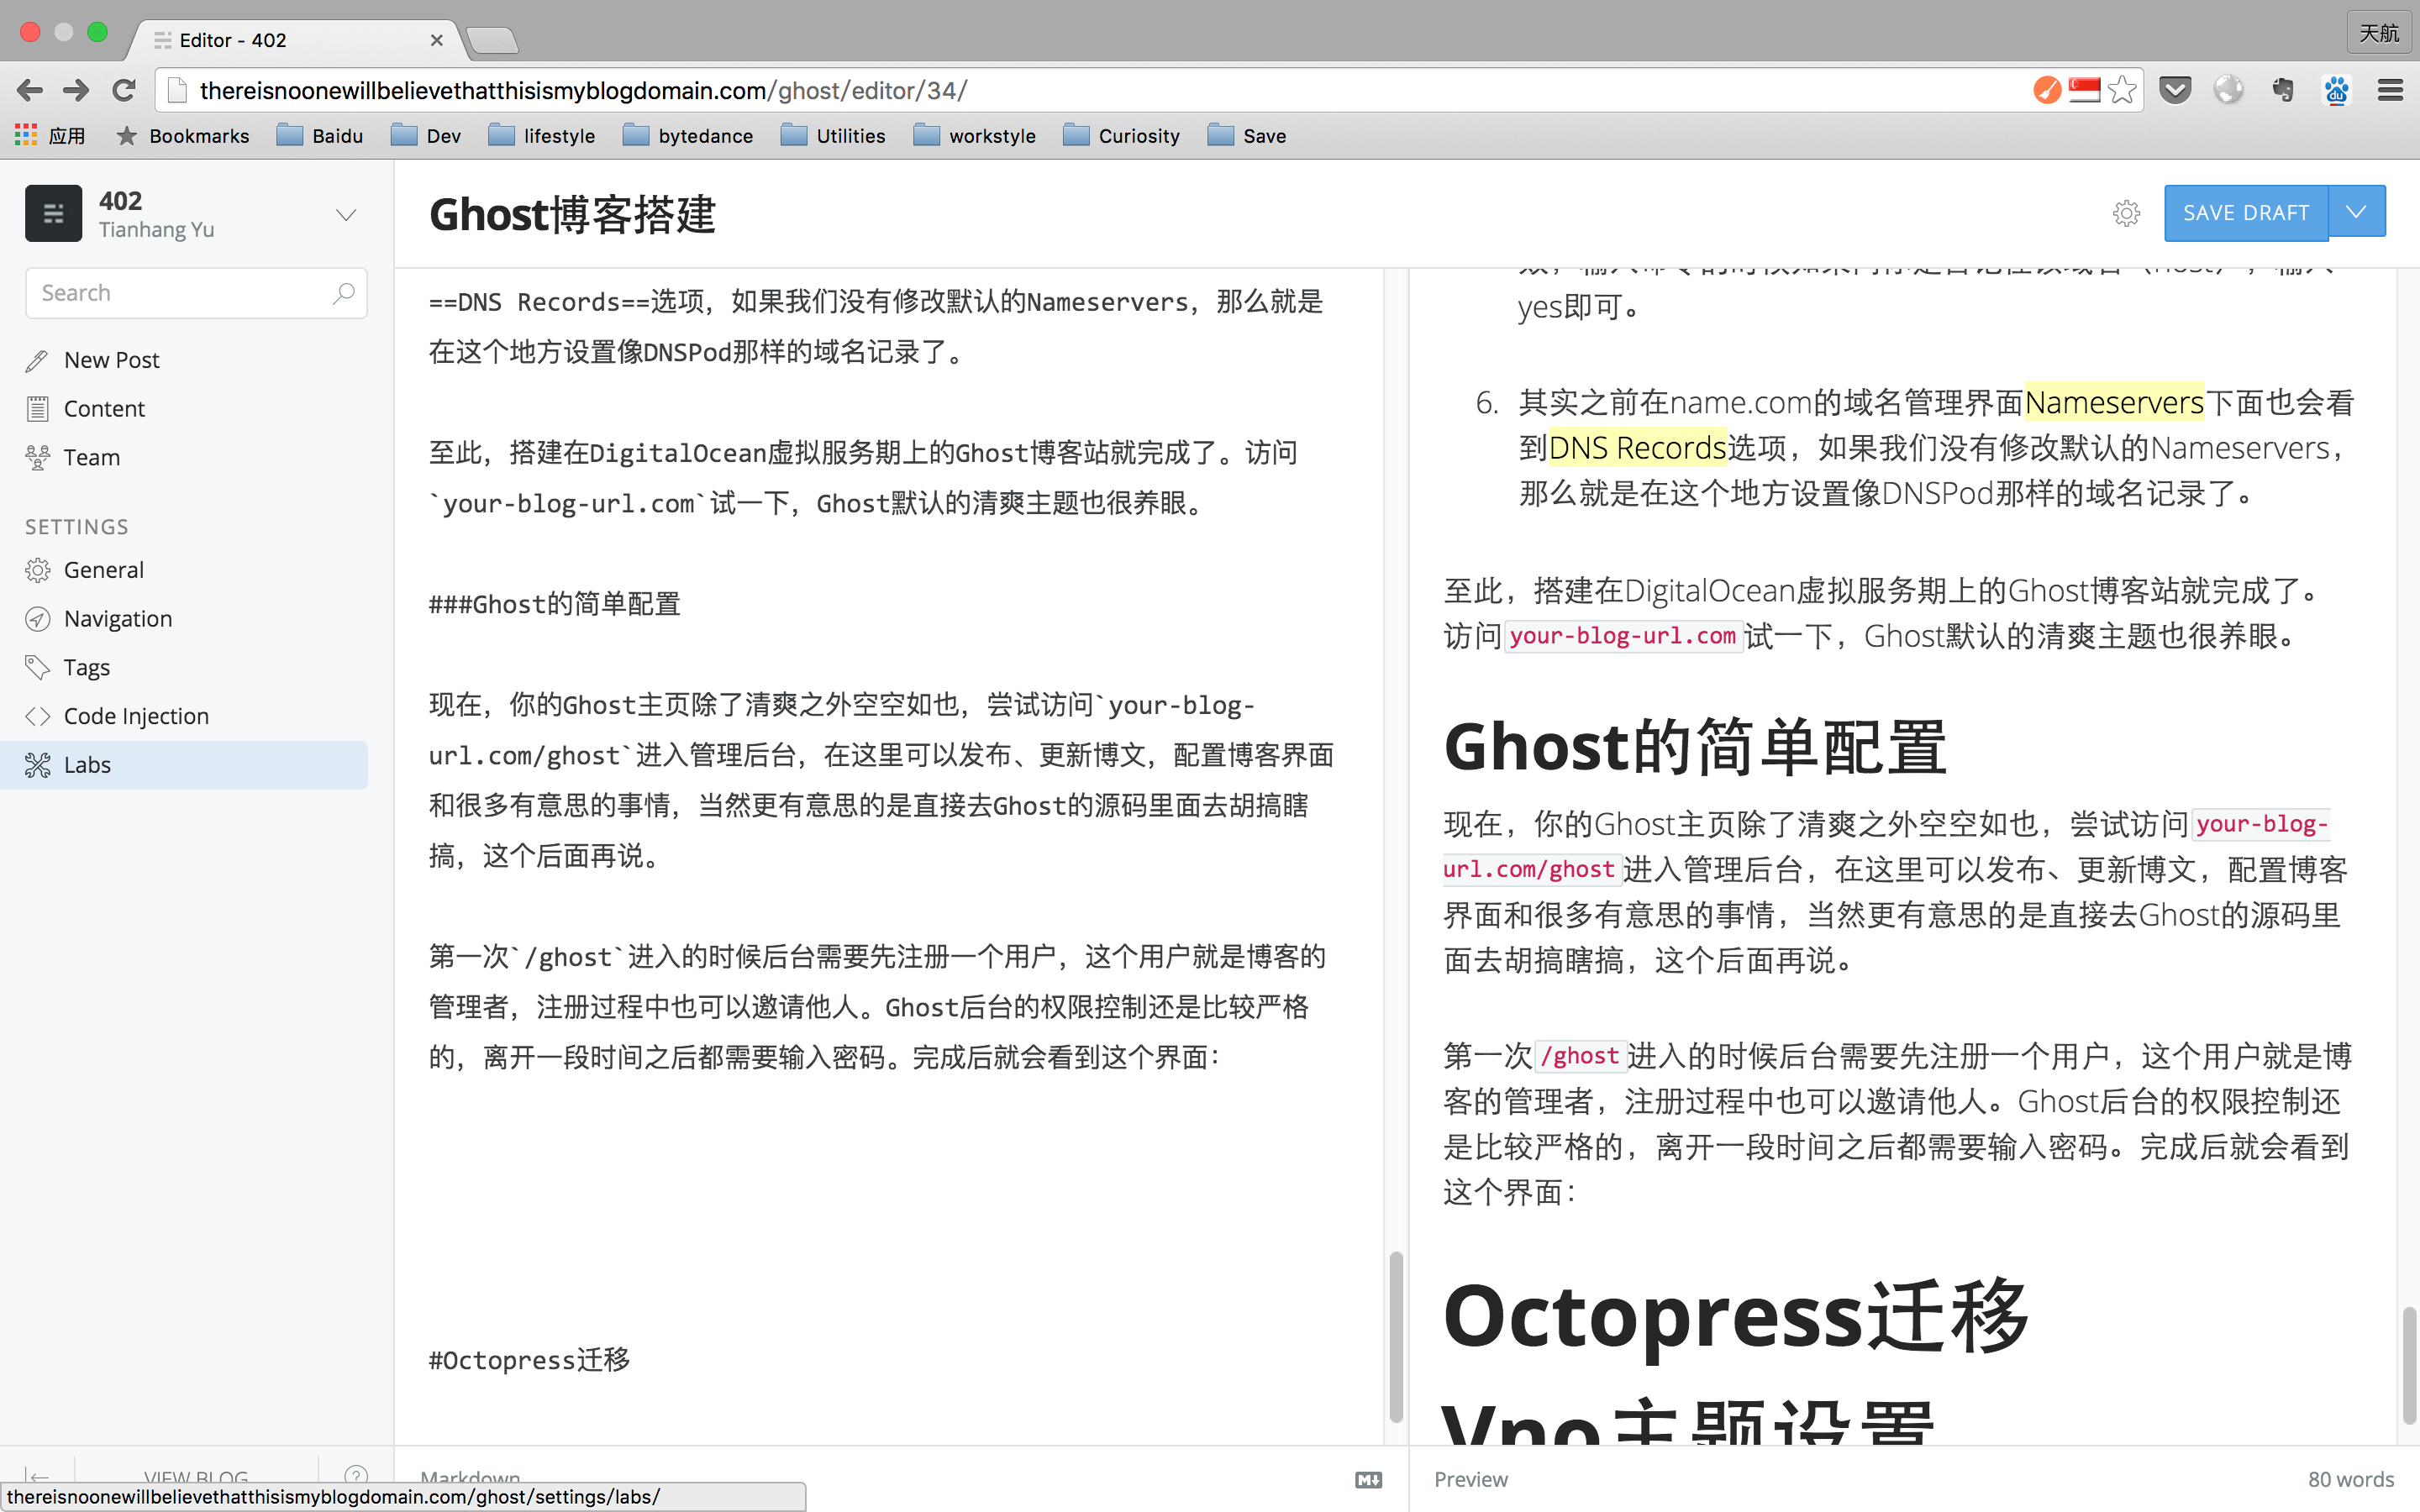 Editor - 402
天航
thereisnoonewillbelievethatthisismyblogdomain.com/ghost/editor/34/
应用
Bookmarks
Baidu
Dev
lifestyle
bytedance
Utilities
workstyle
Curiosity
Save
402
Tianhang Yu
Search
New Post
Content
Team
SETTINGS
General
Navigation
Tags
Code Injection
Labs
VIEW BLOG
thereisnoonewillbelievethatthisismyblogdomain.com/ghost/settings/labs/
Ghost博客搭建
SAVE DRAFT
==DNS Records==选项，如果我们没有修改默认的Nameservers，那么就是
在这个地方设置像DNSPod那样的域名记录了。
至此，搭建在DigitalOcean虚拟服务期上的Ghost博客站就完成了。访问
`your-blog-url.com`试一下，Ghost默认的清爽主题也很养眼。
###Ghost的简单配置
现在，你的Ghost主页除了清爽之外空空如也，尝试访问`your-blog-
url.com/ghost`进入管理后台，在这里可以发布、更新博文，配置博客界面
和很多有意思的事情，当然更有意思的是直接去Ghost的源码里面去胡搞瞎
搞，这个后面再说。
第一次`/ghost`进入的时候后台需要先注册一个用户，这个用户就是博客的
管理者，注册过程中也可以邀请他人。Ghost后台的权限控制还是比较严格
的，离开一段时间之后都需要输入密码。完成后就会看到这个界面：
#Octopress迁移
Markdown
M
效，输入命令的时候如果问你是否记住该域名（host），输入
yes即可。
6. 其实之前在name.com的域名管理界面Nameservers下面也会看
到DNS Records选项，如果我们没有修改默认的Nameservers，
那么就是在这个地方设置像DNSPod那样的域名记录了。
至此，搭建在DigitalOcean虚拟服务期上的Ghost博客站就完成了。
访问your-blog-url.com试一下，Ghost默认的清爽主题也很养眼。
Ghost的简单配置
现在，你的Ghost主页除了清爽之外空空如也，尝试访问your-blog-
url.com/ghost进入管理后台，在这里可以发布、更新博文，配置博客
界面和很多有意思的事情，当然更有意思的是直接去Ghost的源码里
面去胡搞瞎搞，这个后面再说。
第一次/ghost进入的时候后台需要先注册一个用户，这个用户就是博
客的管理者，注册过程中也可以邀请他人。Ghost后台的权限控制还
是比较严格的，离开一段时间之后都需要输入密码。完成后就会看到
这个界面：
Octopress迁移
Vno主题设置
Preview
80 words